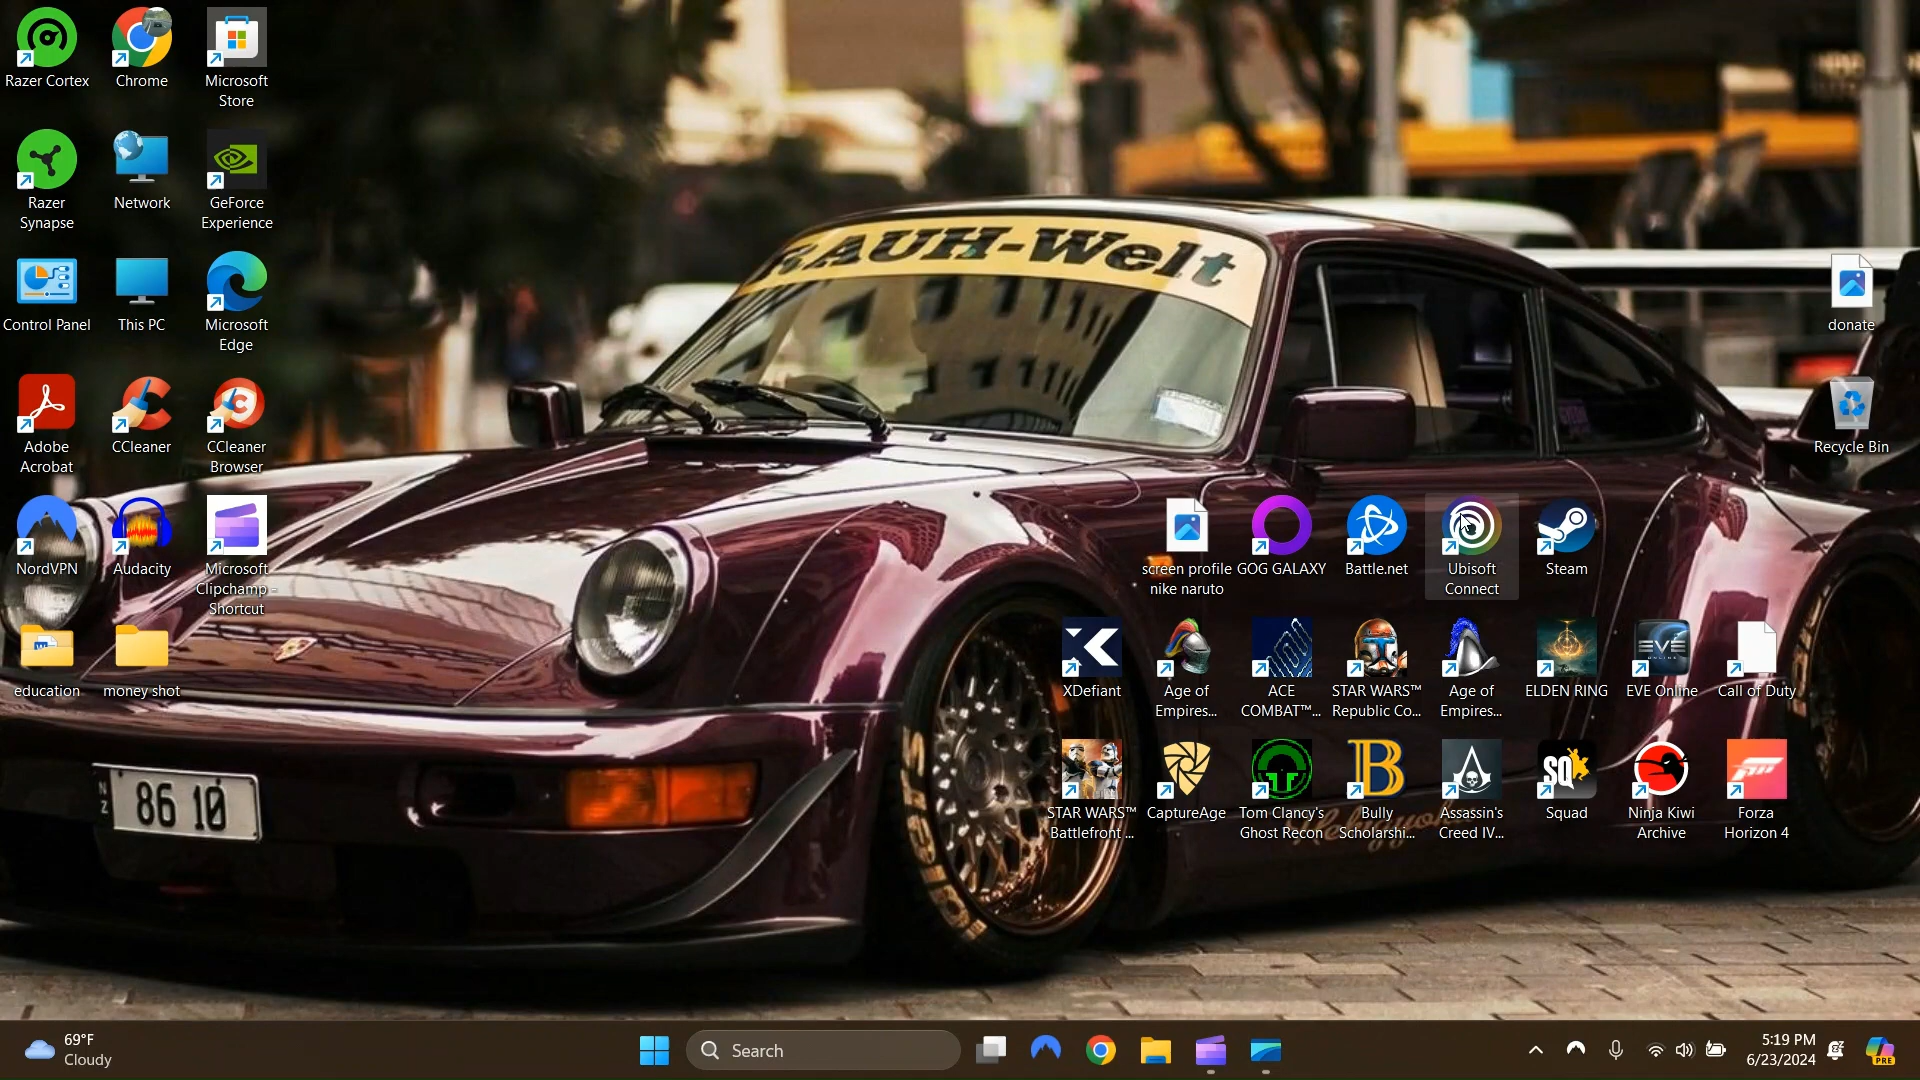 Razer Cortex
Chrome
Microsoft
Store
Razer
Synapse
Network
GeForce
Experience
Control Panel
This PC
Microsoft
Edge
Adobe
Acrobat
CCleaner
CCleaner
Browser
NordVPN
Audacity
Microsoft
Clipchamp -
Shortcut
education
money shot
RAUH-Welt
donate
Recycle Bin
screen profile
nike naruto
GOG GALAXY
Battle.net
Ubisoft
Connect
Steam
XDefiant
Age of
Empires...
ACE
COMBAT™...
STAR WARS™
Republic Co...
Age of
Empires...
ELDEN RING
EVE
ONLINE
EVE Online
Call of Duty
STAR WARS™
Battlefront ...
CaptureAge
Tom Clancy's
Ghost Recon
B
Bully
Scholarshi...
Assassin's
Creed IV...
SQ
Squad
Ninja Kiwi
Archive
Forza
Horizon 4
NZ 86 10
69°F
Cloudy
Search
5:19 PM
6/23/2024
PRE